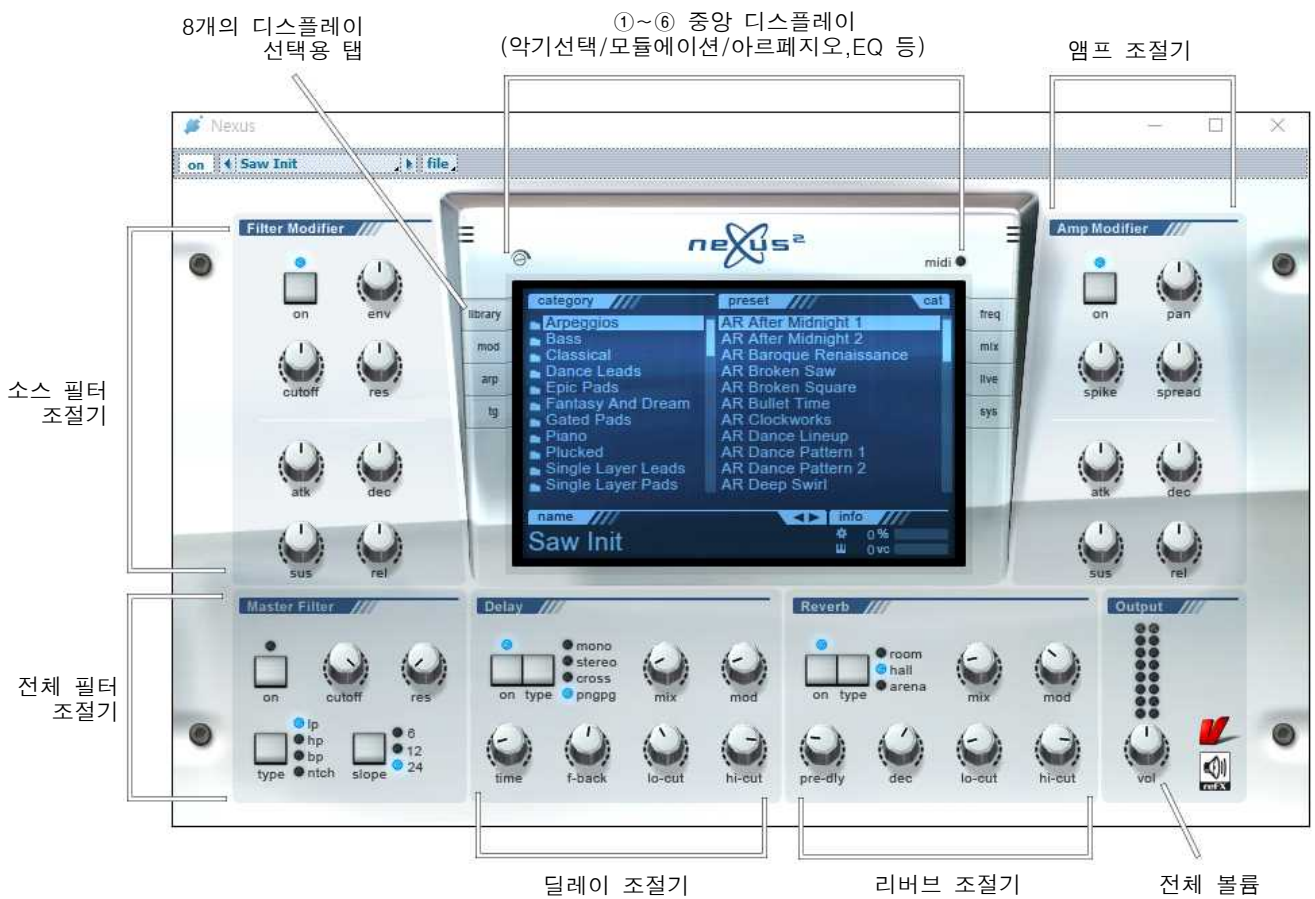 8개의 디스플레이
선택용 탭
①~⑥ 중앙 디스플레이
(악기선택/모듈에이션/아르페지오,EQ 등)
앰프 조절기
Nexus
on Saw Init file
Filter Modifier
on env
cutoff res
atk dec
sus rel
소스 필터
조절기
nexus²
midi
library
mod
arp
tg
category
Arpeggios
Bass
Classical
Dance Leads
Epic Pads
Fantasy And Dream
Gated Pads
Piano
Plucked
Single Layer Leads
Single Layer Pads
preset cat
AR After Midnight 1
AR After Midnight 2
AR Baroque Renaissance
AR Broken Saw
AR Broken Square
AR Bullet Time
AR Clockworks
AR Dance Lineup
AR Dance Pattern 1
AR Dance Pattern 2
AR Deep Swirl
name
Saw Init
info
0 %
0 vc
freq
mix
live
sys
Amp Modifier
on pan
spike spread
atk dec
sus rel
전체 필터
조절기
Master Filter
on cutoff res
type
lp
hp
bp
ntch
slope
6
12
24
Delay
on type
mono
stereo
cross
pngpg
mix mod
time f-back lo-cut hi-cut
Reverb
on type
room
hall
arena
mix mod
pre-dly dec lo-cut hi-cut
Output
vol
V
reFX
딜레이 조절기
리버브 조절기
전체 볼륨